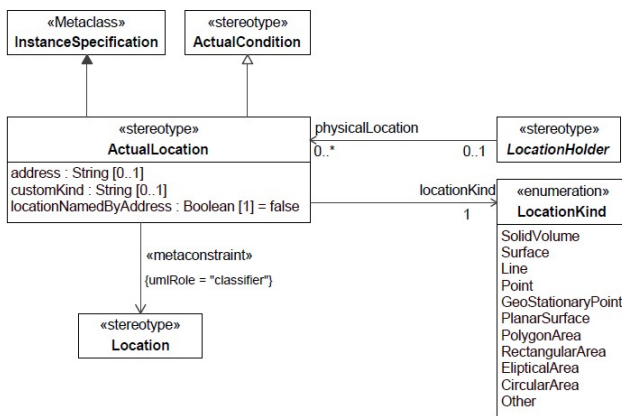 «Metaclass»
InstanceSpecification
«stereotype»
ActualCondition
«stereotype»
ActualLocation
address : String [0..1]
customKind : String [0..1]
locationNamedByAddress : Boolean [1] = false
physicalLocation
0..*
0..1
«stereotype»
LocationHolder
locationKind
1
«enumeration»
LocationKind
SolidVolume
Surface
Line
Point
GeoStationaryPoint
PlanarSurface
PolygonArea
RectangularArea
ElipticalArea
CircularArea
Other
«metaconstraint»
{umlRole = "classifier"}
«stereotype»
Location